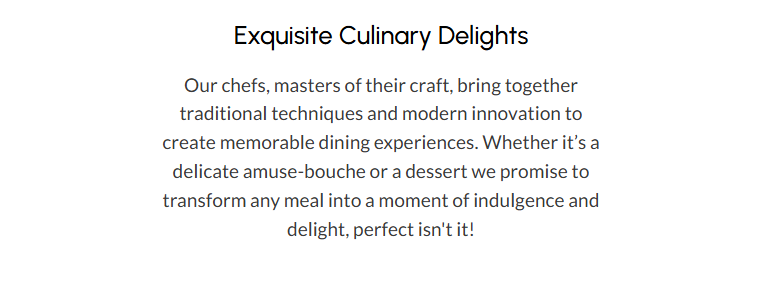 Exquisite Culinary Delights
Our chefs, masters of their craft, bring together
traditional techniques and modern innovation to
create memorable dining experiences. Whether it’s a
delicate amuse-bouche or a dessert we promise to
transform any meal into a moment of indulgence and
delight, perfect isn't it!